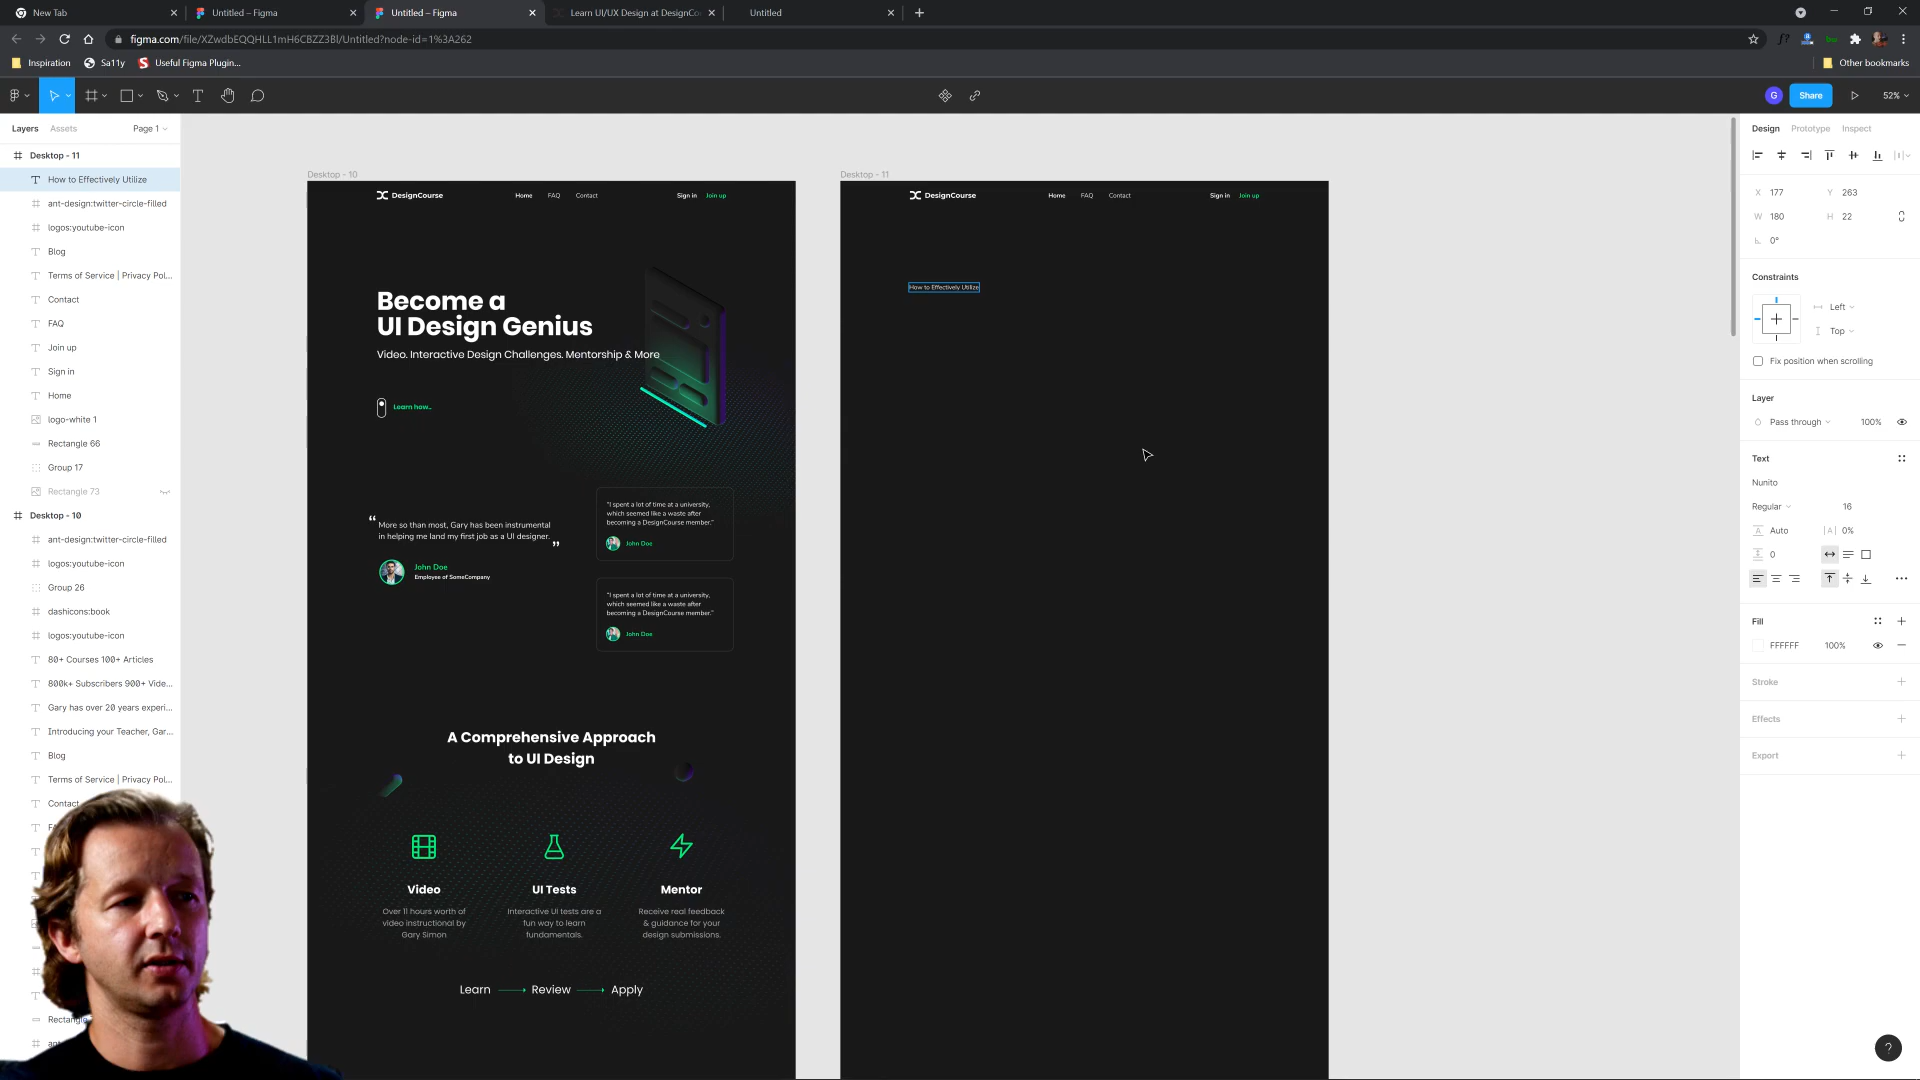 New Tab
Untitled – Figma
Untitled – Figma
Learn UI/UX Design at DesignCo
Untitled
figma.com/file/XZwdbEQQHLL1mH6CBZZ3Bl/Untitled?node-id=1%3A262
Inspiration
Sa11y
Useful Figma Plugin...
Other bookmarks
G
Share
52%
Layers
Assets
Page 1
Desktop - 11
How to Effectively Utilize
ant-design:twitter-circle-filled
logos:youtube-icon
Blog
Terms of Service | Privacy Pol...
Contact
FAQ
Join up
Sign in
Home
logo-white 1
Rectangle 66
Group 17
Rectangle 73
Desktop - 10
ant-design:twitter-circle-filled
logos:youtube-icon
Group 26
dashicons:book
logos:youtube-icon
80+ Courses 100+ Articles
800k+ Subscribers 900+ Vide...
Gary has over 20 years experi...
Introducing your Teacher, Gar...
Blog
Terms of Service | Privacy Pol...
Contact
Desktop - 10
DesignCourse
Home
FAQ
Contact
Sign in
Join up
Become a
UI Design Genius
Video. Interactive Design Challenges. Mentorship & More
Learn how..
“ More so than most, Gary has been instrumental
in helping me land my first job as a UI designer. ”
John Doe
Employee of SomeCompany
“I spent a lot of time at a university,
which seemed like a waste after
becoming a DesignCourse member.”
John Doe
“I spent a lot of time at a university,
which seemed like a waste after
becoming a DesignCourse member.”
John Doe
A Comprehensive Approach
to UI Design
Video
Over 11 hours worth of
video instructional by
Gary Simon
UI Tests
Interactive UI tests are a
fun way to learn
fundamentals.
Mentor
Receive real feedback
& guidance for your
design submissions.
Learn
Review
Apply
Desktop - 11
DesignCourse
Home
FAQ
Contact
Sign in
Join up
How to Effectively Utilize
Design
Prototype
Inspect
X 177
Y 263
W 180
H 22
0°
Constraints
Left
Top
Fix position when scrolling
Layer
Pass through
100%
Text
Nunito
Regular
16
Auto
|A| 0%
0
Fill
FFFFFF
100%
Stroke
Effects
Export
?